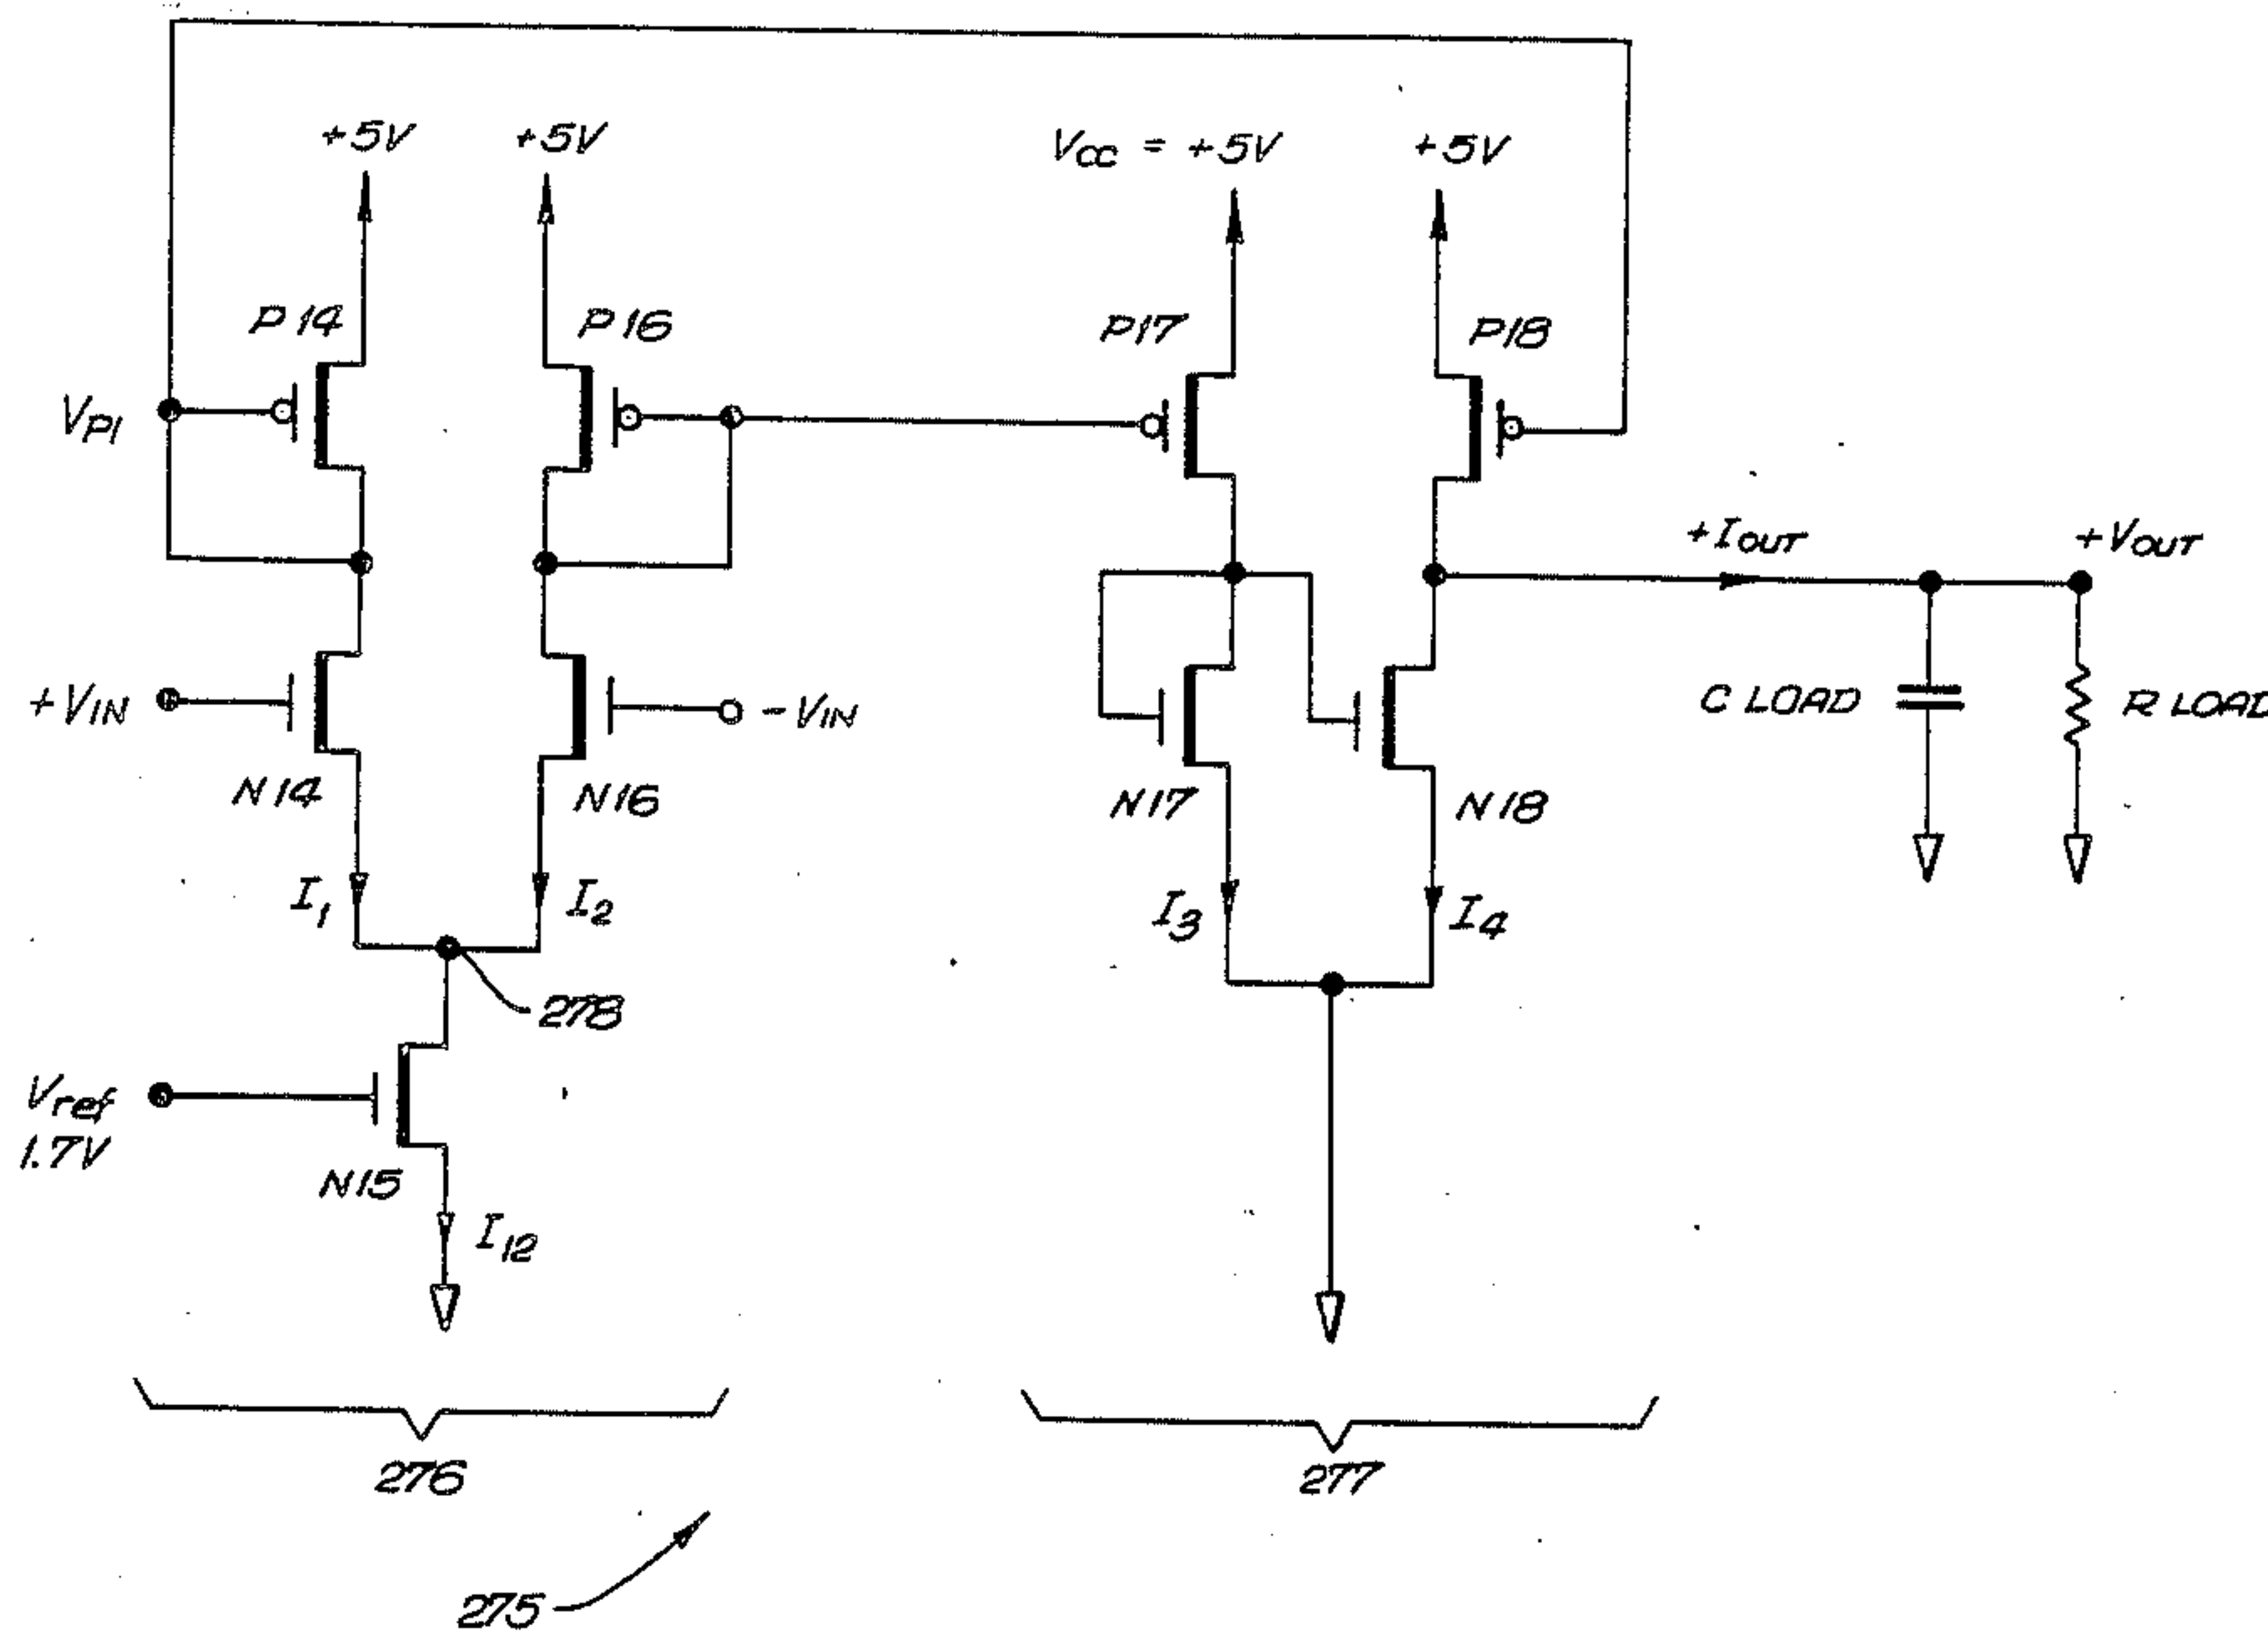 +5V
+5V
VCC = +5V
+5V
P14
P16
P17
P18
VP1
+IOUT
+VOUT
+VIN
-VIN
C LOAD
R LOAD
N14
N16
N17
N18
I1
I2
I3
I4
278
Vref
1.7V
N15
I12
276
277
275